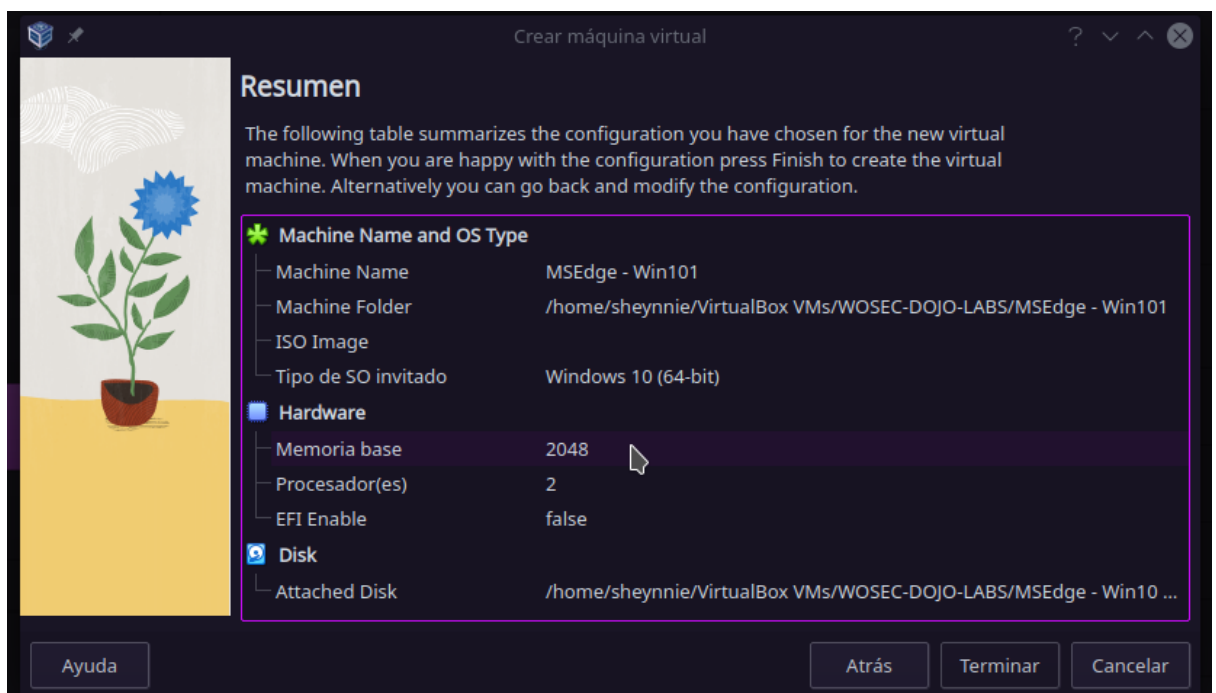 Crear máquina virtual
Resumen
The following table summarizes the configuration you have chosen for the new virtual
machine. When you are happy with the configuration press Finish to create the virtual
machine. Alternatively you can go back and modify the configuration.
Machine Name and OS Type
Machine Name MSEdge - Win101
Machine Folder /home/sheynnie/VirtualBox VMs/WOSEC-DOJO-LABS/MSEdge - Win101
ISO Image
Tipo de SO invitado Windows 10 (64-bit)
Hardware
Memoria base 2048
Procesador(es) 2
EFI Enable false
Disk
Attached Disk /home/sheynnie/VirtualBox VMs/WOSEC-DOJO-LABS/MSEdge - Win10 ...
Ayuda Atrás Terminar Cancelar